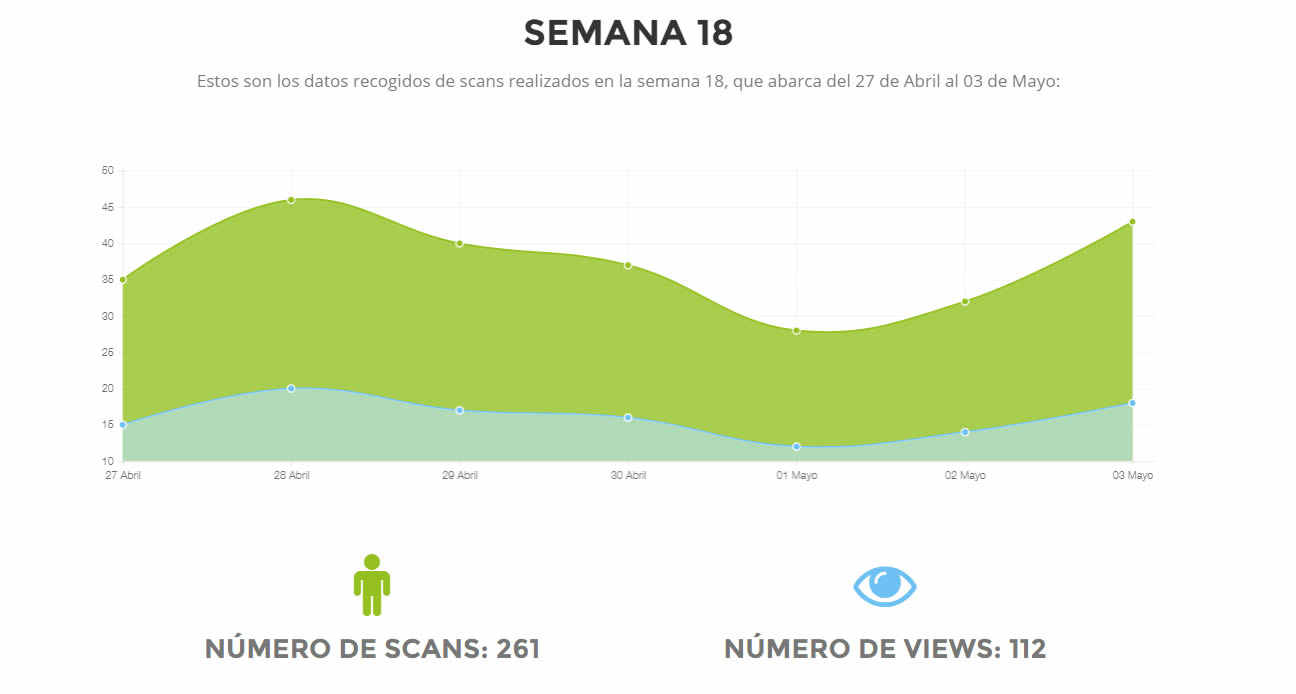 SEMANA 18
Estos son los datos recogidos de scans realizados en la semana 18, que abarca del 27 de Abril al 03 de Mayo:
50
45
40
35
30
25
20
15
10
27 Abril 28 Abril 29 Abril 30 Abril 01 Mayo 02 Mayo 03 Mayo
NÚMERO DE SCANS: 261 NÚMERO DE VIEWS: 112